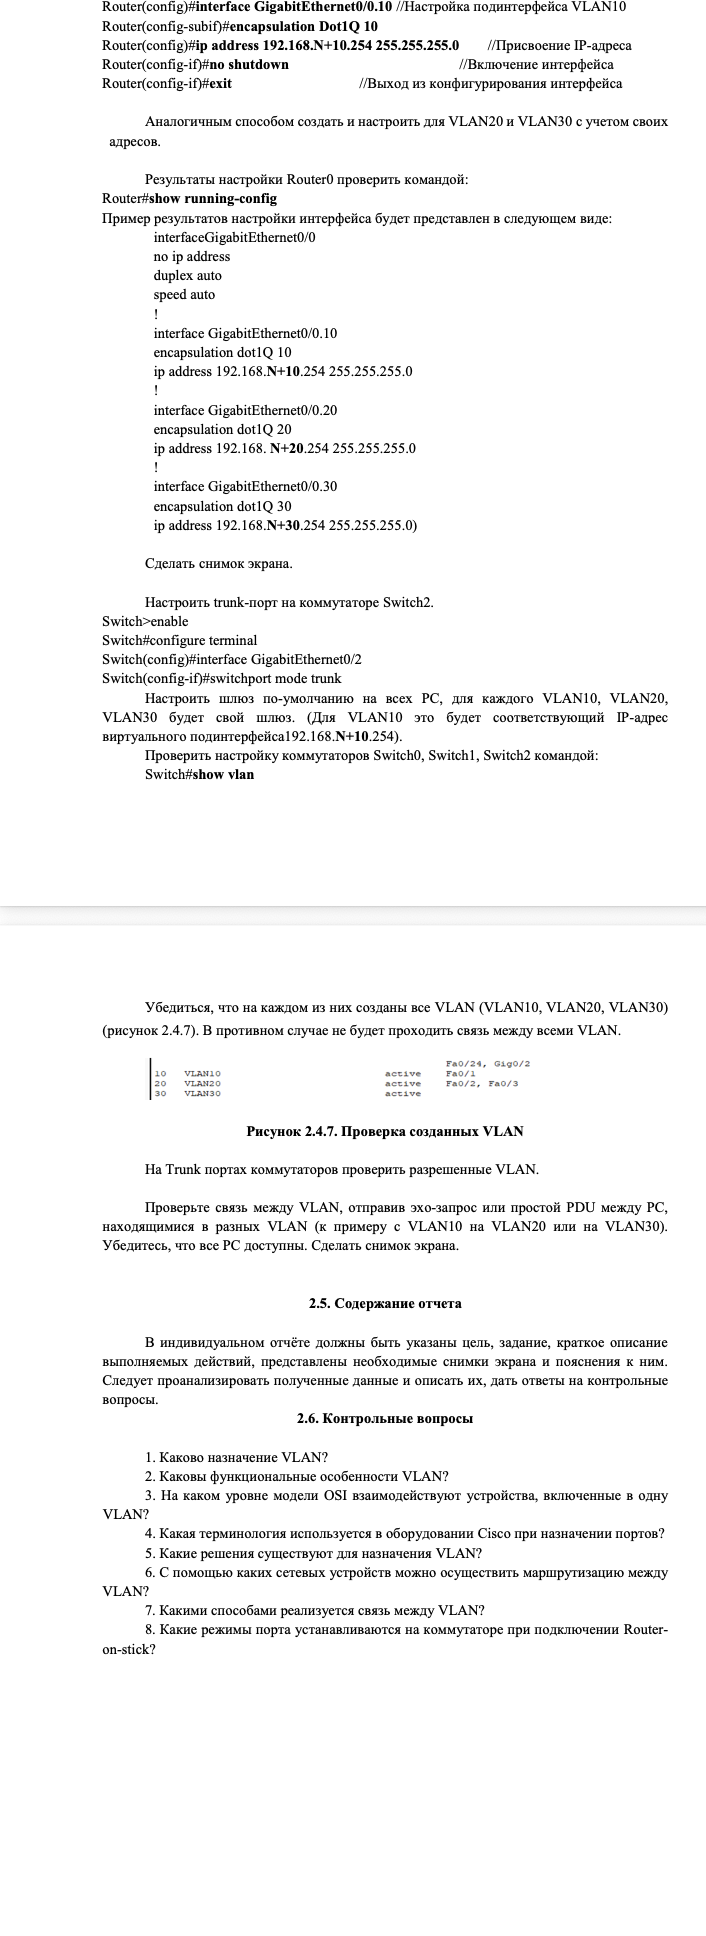 Router(config)#interface GigabitEthernet0/0.10 //Настройка подинтерфейса VLAN10
Router(config-subif)#encapsulation Dot1Q 10
Router(config)#ip address 192.168.N+10.254 255.255.255.0 //Присвоение IP-адреса
Router(config-if)#no shutdown //Включение интерфейса
Router(config-if)#exit //Выход из конфигурирования интерфейса
Аналогичным способом создать и настроить для VLAN20 и VLAN30 с учетом своих
адресов.
Результаты настройки Router0 проверить командой:
Router#show running-config
Пример результатов настройки интерфейса будет представлен в следующем виде:
interfaceGigabitEthernet0/0
no ip address
duplex auto
speed auto
!
interface GigabitEthernet0/0.10
encapsulation dot1Q 10
ip address 192.168.N+10.254 255.255.255.0
!
interface GigabitEthernet0/0.20
encapsulation dot1Q 20
ip address 192.168. N+20.254 255.255.255.0
!
interface GigabitEthernet0/0.30
encapsulation dot1Q 30
ip address 192.168.N+30.254 255.255.255.0)
Сделать снимок экрана.
Настроить trunk-порт на коммутаторе Switch2.
Switch>enable
Switch#configure terminal
Switch(config)#interface GigabitEthernet0/2
Switch(config-if)#switchport mode trunk
Настроить шлюз по-умолчанию на всех PC, для каждого VLAN10, VLAN20,
VLAN30 будет свой шлюз. (Для VLAN10 это будет соответствующий IP-адрес
виртуального подинтерфейса192.168.N+10.254).
Проверить настройку коммутаторов Switch0, Switch1, Switch2 командой:
Switch#show vlan
Убедиться, что на каждом из них созданы все VLAN (VLAN10, VLAN20, VLAN30)
(рисунок 2.4.7). В противном случае не будет проходить связь между всеми VLAN.
Fa0/24, Gig0/2
10 VLAN10 active Fa0/1
20 VLAN20 active Fa0/2, Fa0/3
30 VLAN30 active
Рисунок 2.4.7. Проверка созданных VLAN
На Trunk портах коммутаторов проверить разрешенные VLAN.
Проверьте связь между VLAN, отправив эхо-запрос или простой PDU между PC,
находящимися в разных VLAN (к примеру с VLAN10 на VLAN20 или на VLAN30).
Убедитесь, что все PC доступны. Сделать снимок экрана.
2.5. Содержание отчета
В индивидуальном отчёте должны быть указаны цель, задание, краткое описание
выполняемых действий, представлены необходимые снимки экрана и пояснения к ним.
Следует проанализировать полученные данные и описать их, дать ответы на контрольные
вопросы.
2.6. Контрольные вопросы
1. Каково назначение VLAN?
2. Каковы функциональные особенности VLAN?
3. На каком уровне модели OSI взаимодействуют устройства, включенные в одну
VLAN?
4. Какая терминология используется в оборудовании Cisco при назначении портов?
5. Какие решения существуют для назначения VLAN?
6. С помощью каких сетевых устройств можно осуществить маршрутизацию между
VLAN?
7. Какими способами реализуется связь между VLAN?
8. Какие режимы порта устанавливаются на коммутаторе при подключении Router-
on-stick?